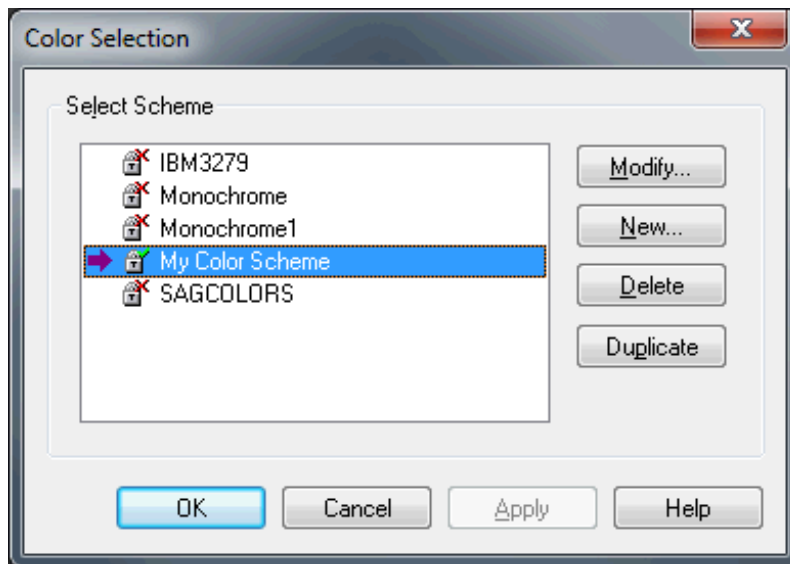 Color Selection
Select Scheme
IBM3279
Monochrome
Monochrome1
My Color Scheme
SAGCOLORS
Modify...
New...
Delete
Duplicate
OK
Cancel
Apply
Help